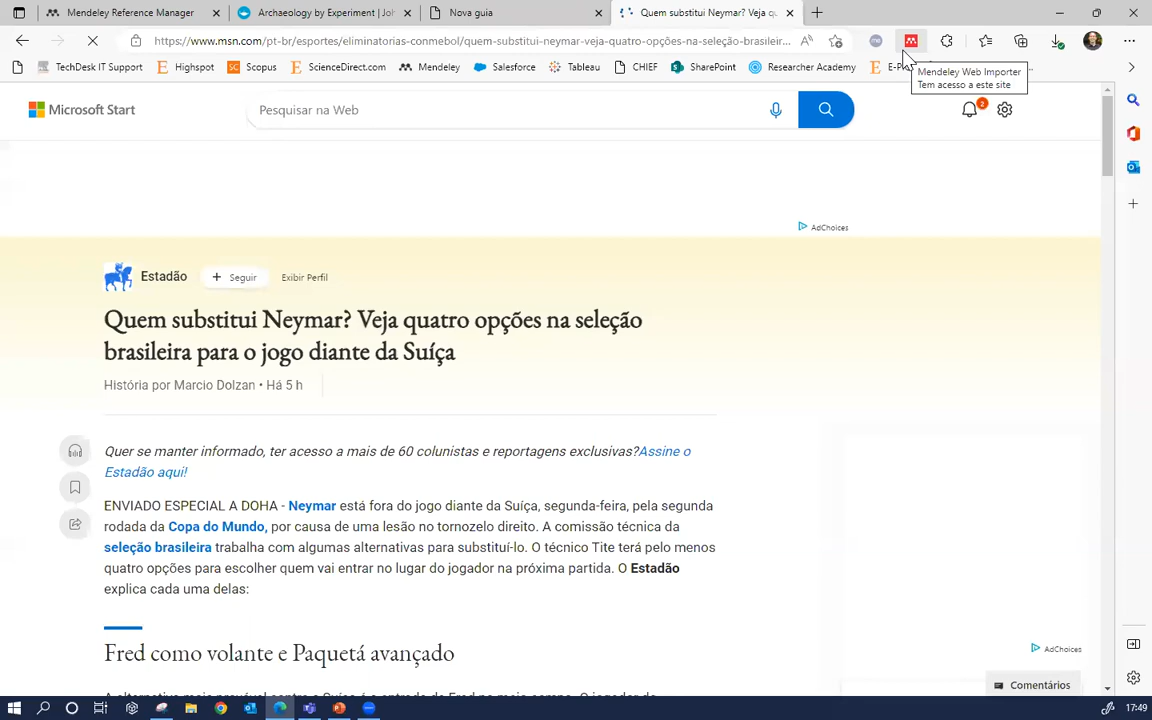 Mendeley Reference Manager
Archaeology by Experiment | Joh
Nova guia
Quem substitui Neymar? Veja qu
https://www.msn.com/pt-br/esportes/eliminatorias-conmebol/quem-substitui-neymar-veja-quatro-opções-na-seleção-brasileir...
TechDesk IT Support
Highspot
Scopus
ScienceDirect.com
Mendeley
Salesforce
Tableau
CHIEF
SharePoint
Researcher Academy
Mendeley Web Importer
Tem acesso a este site
Microsoft Start
Pesquisar na Web
2
AdChoices
Estadão
+ Seguir
Exibir Perfil
Quem substitui Neymar? Veja quatro opções na seleção
brasileira para o jogo diante da Suíça
História por Marcio Dolzan • Há 5 h
Quer se manter informado, ter acesso a mais de 60 colunistas e reportagens exclusivas?Assine o
Estadão aqui!
ENVIADO ESPECIAL A DOHA - Neymar está fora do jogo diante da Suíça, segunda-feira, pela segunda
rodada da Copa do Mundo, por causa de uma lesão no tornozelo direito. A comissão técnica da
seleção brasileira trabalha com algumas alternativas para substituí-lo. O técnico Tite terá pelo menos
quatro opções para escolher quem vai entrar no lugar do jogador na próxima partida. O Estadão
explica cada uma delas:
Fred como volante e Paquetá avançado
AdChoices
Comentários
17:49